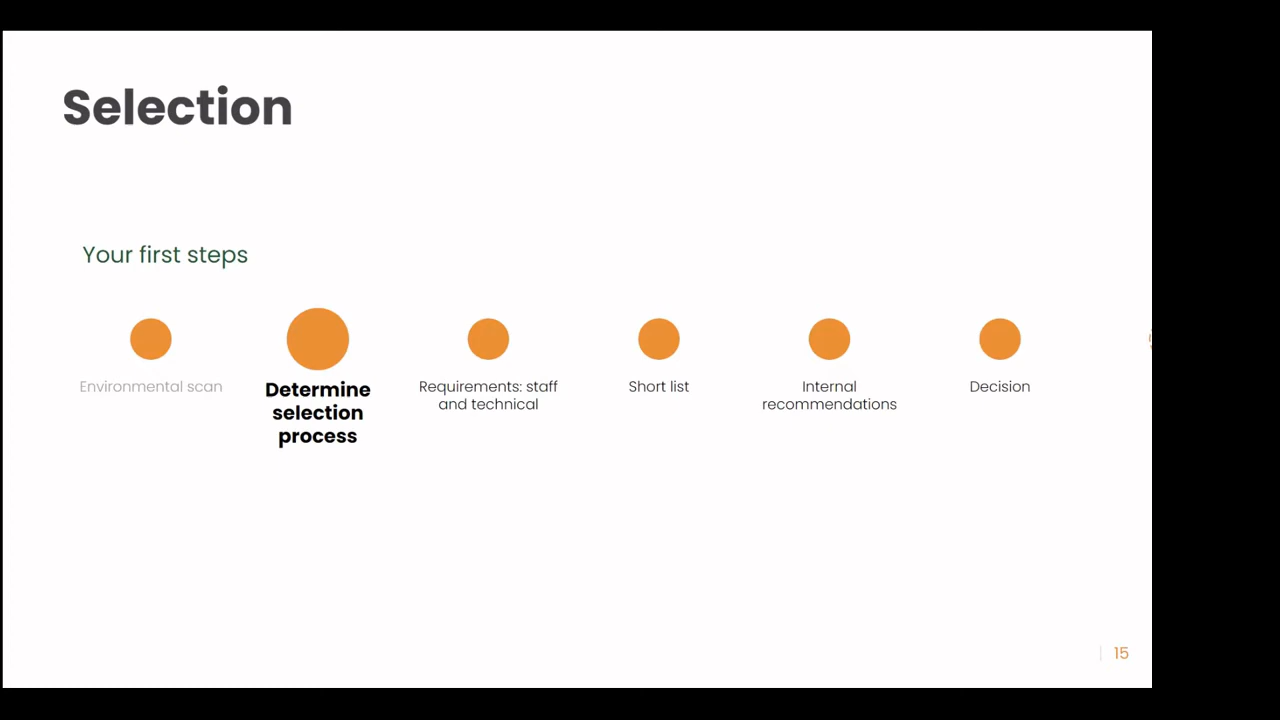 Selection
Your first steps
Environmental scan
Determine
selection
process
Requirements: staff
and technical
Short list
Internal
recommendations
Decision
15